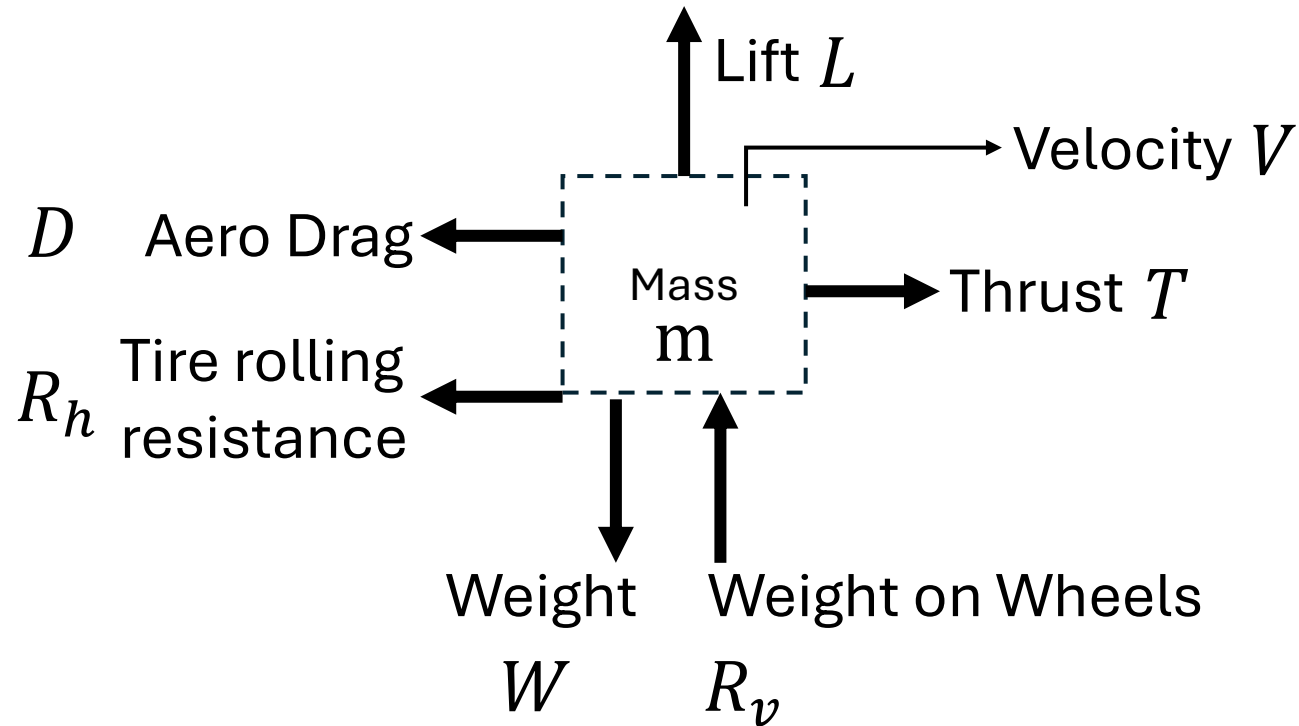 Lift L
Velocity V
D Aero Drag
Thrust T
Mass
m
R_h Tire rolling
resistance
Weight
W
Weight on Wheels
R_v